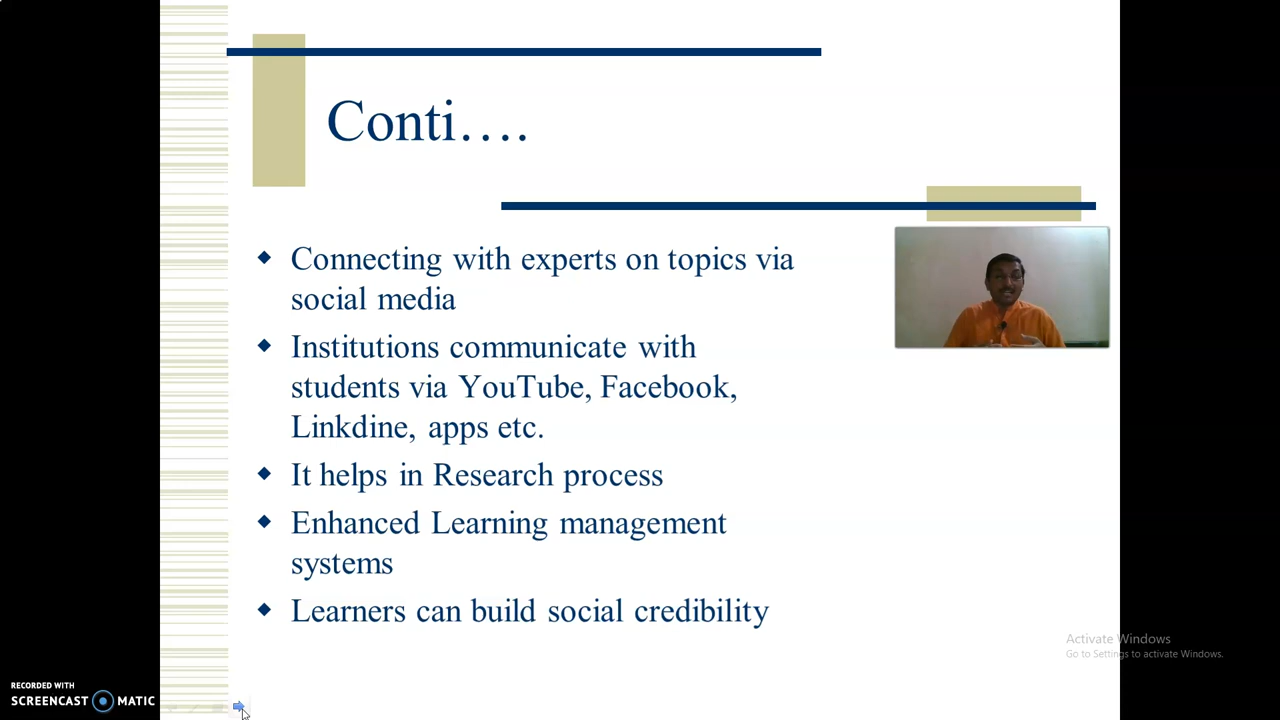 Conti….
Connecting with experts on topics via
social media
Institutions communicate with
students via YouTube, Facebook,
Linkdine, apps etc.
It helps in Research process
Enhanced Learning management
systems
Learners can build social credibility
Activate Windows
Go to Settings to activate Windows.
RECORDED WITH
SCREENCAST MATIC